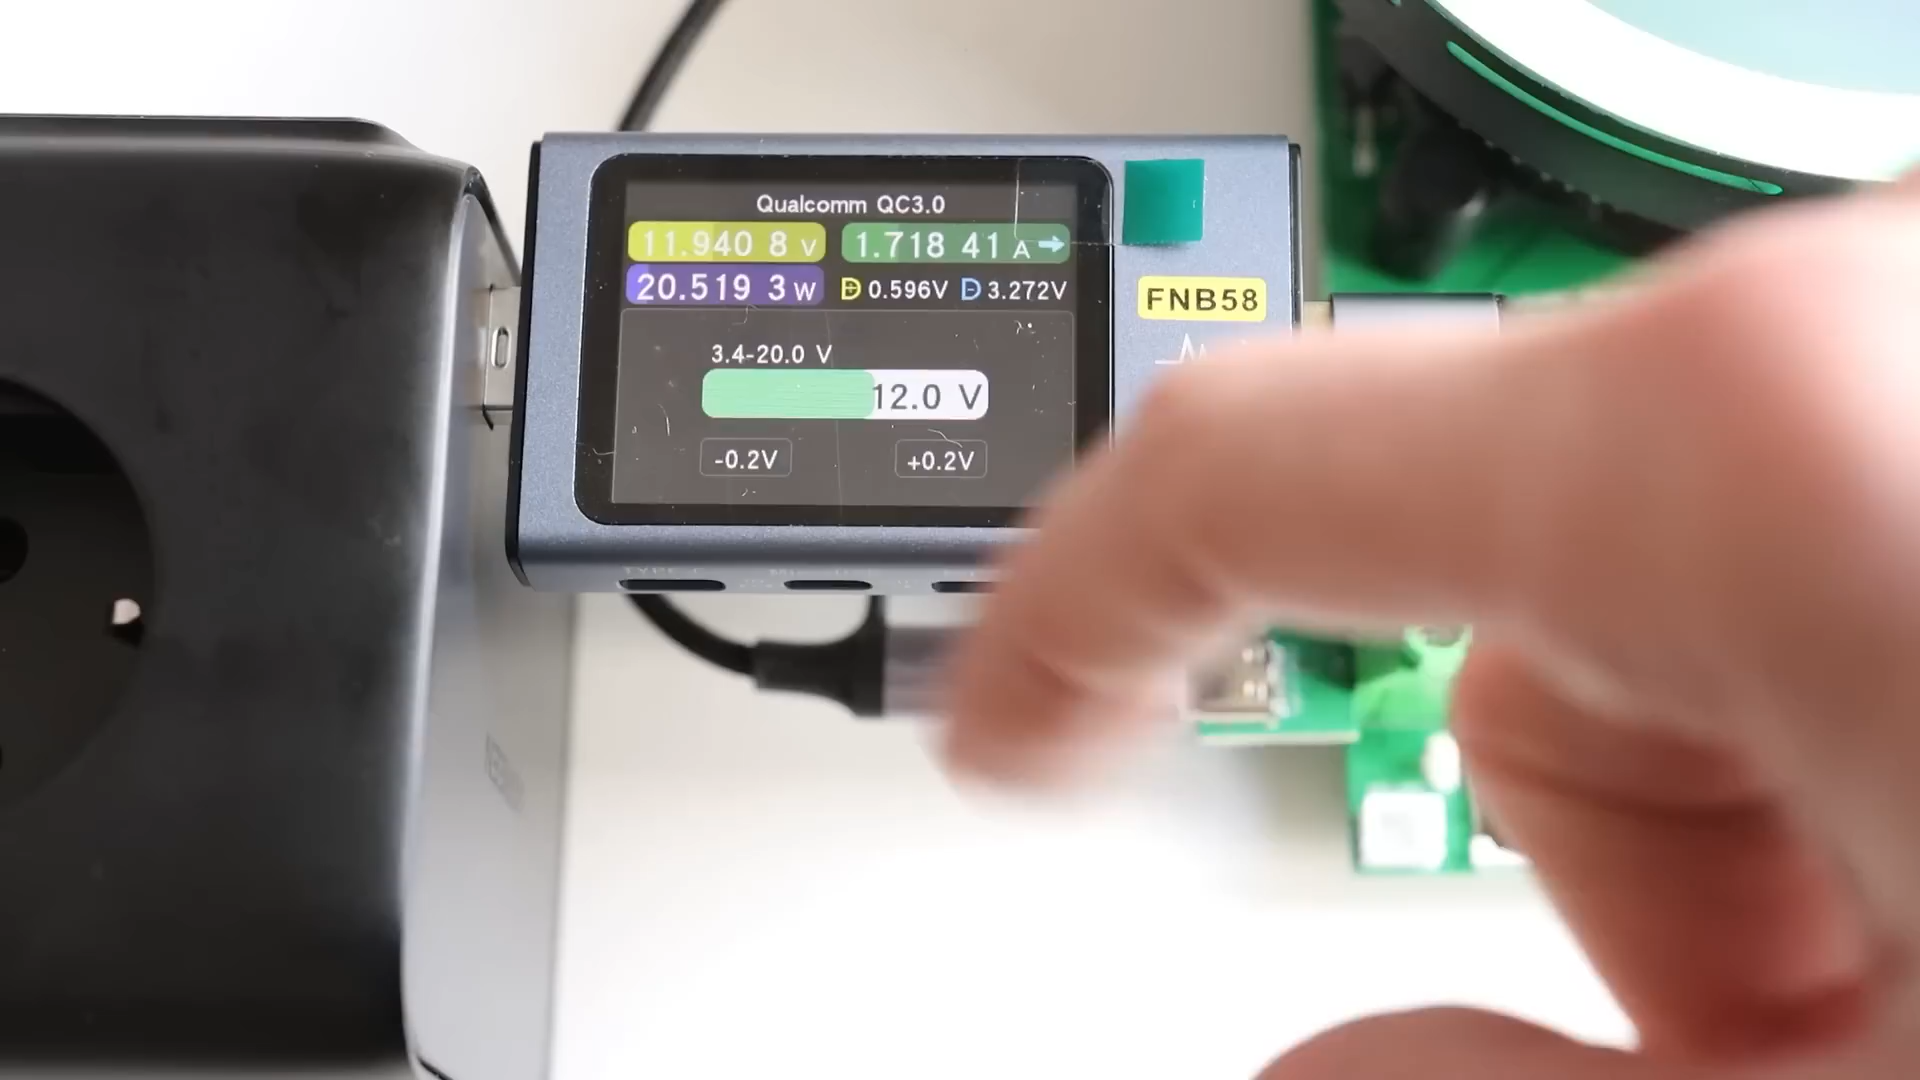 Qualcomm QC3.0
11.940 8 V 1.718 41 A
20.519 3 W D+ 0.596V D- 3.272V
FNB58
3.4-20.0 V
12.0 V
-0.2V +0.2V